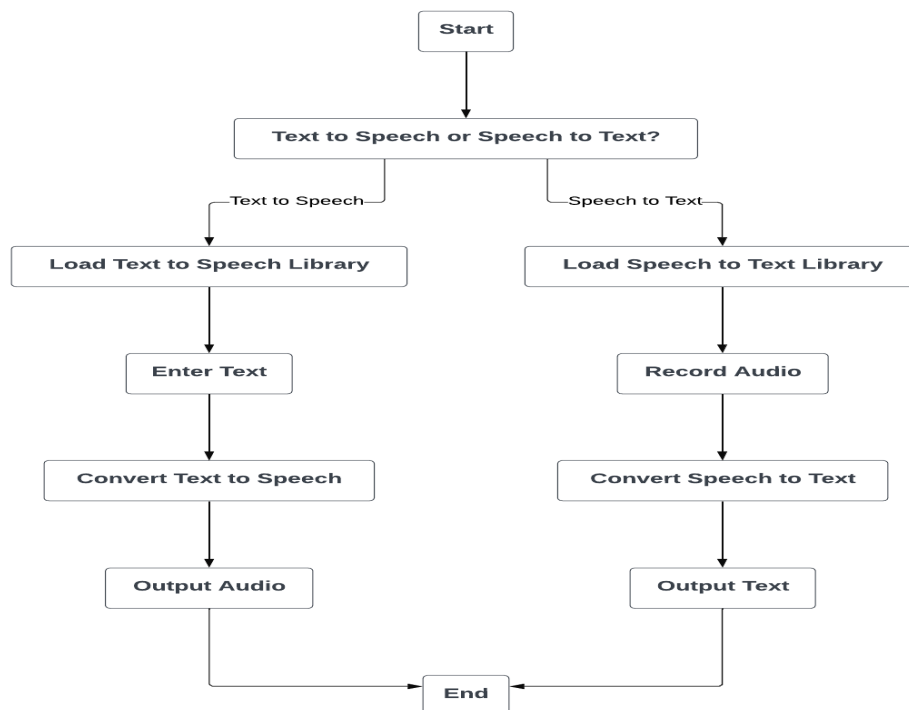 Start
Text to Speech or Speech to Text?
Text to Speech
Speech to Text
Load Text to Speech Library
Load Speech to Text Library
Enter Text
Record Audio
Convert Text to Speech
Convert Speech to Text
Output Audio
Output Text
End